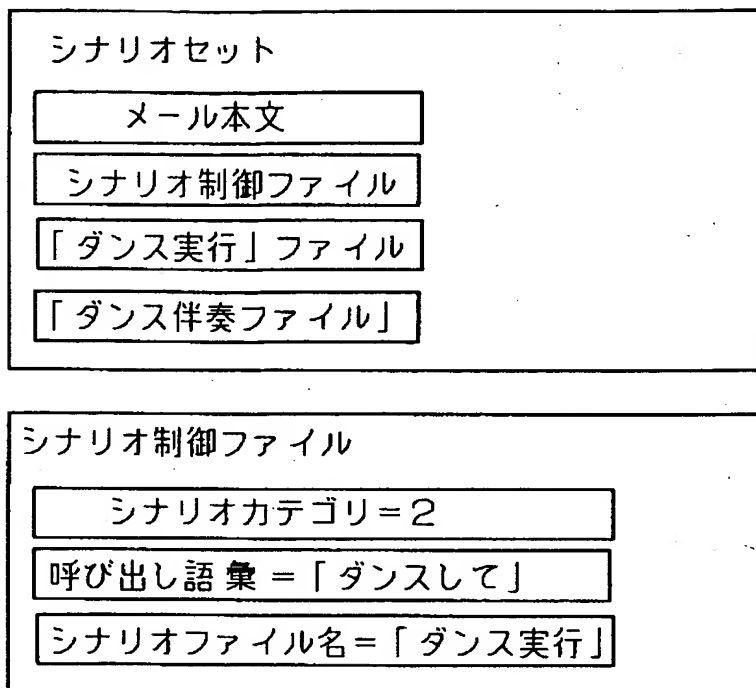 シナリオセット
メール本文
シナリオ制御ファイル
「ダンス実行」ファイル
「ダンス伴奏ファイル」
シナリオ制御ファイル
シナリオカテゴリ=2
呼び出し語彙=「ダンスして」
シナリオファイル名=「ダンス実行」